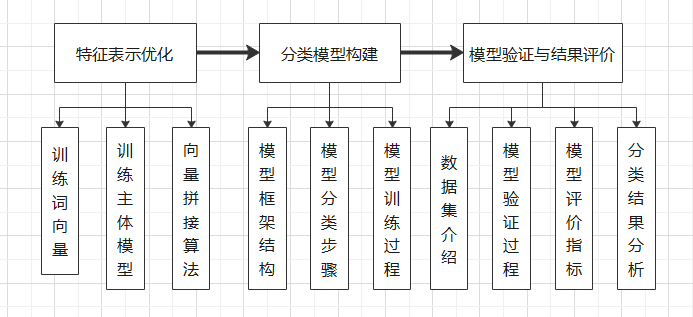 特征表示优化
分类模型构建
模型验证与结果评价
训练词向量
训练主体模型
向量拼接算法
模型框架结构
模型分类步骤
模型训练过程
数据集介绍
模型验证过程
模型评价指标
分类结果分析